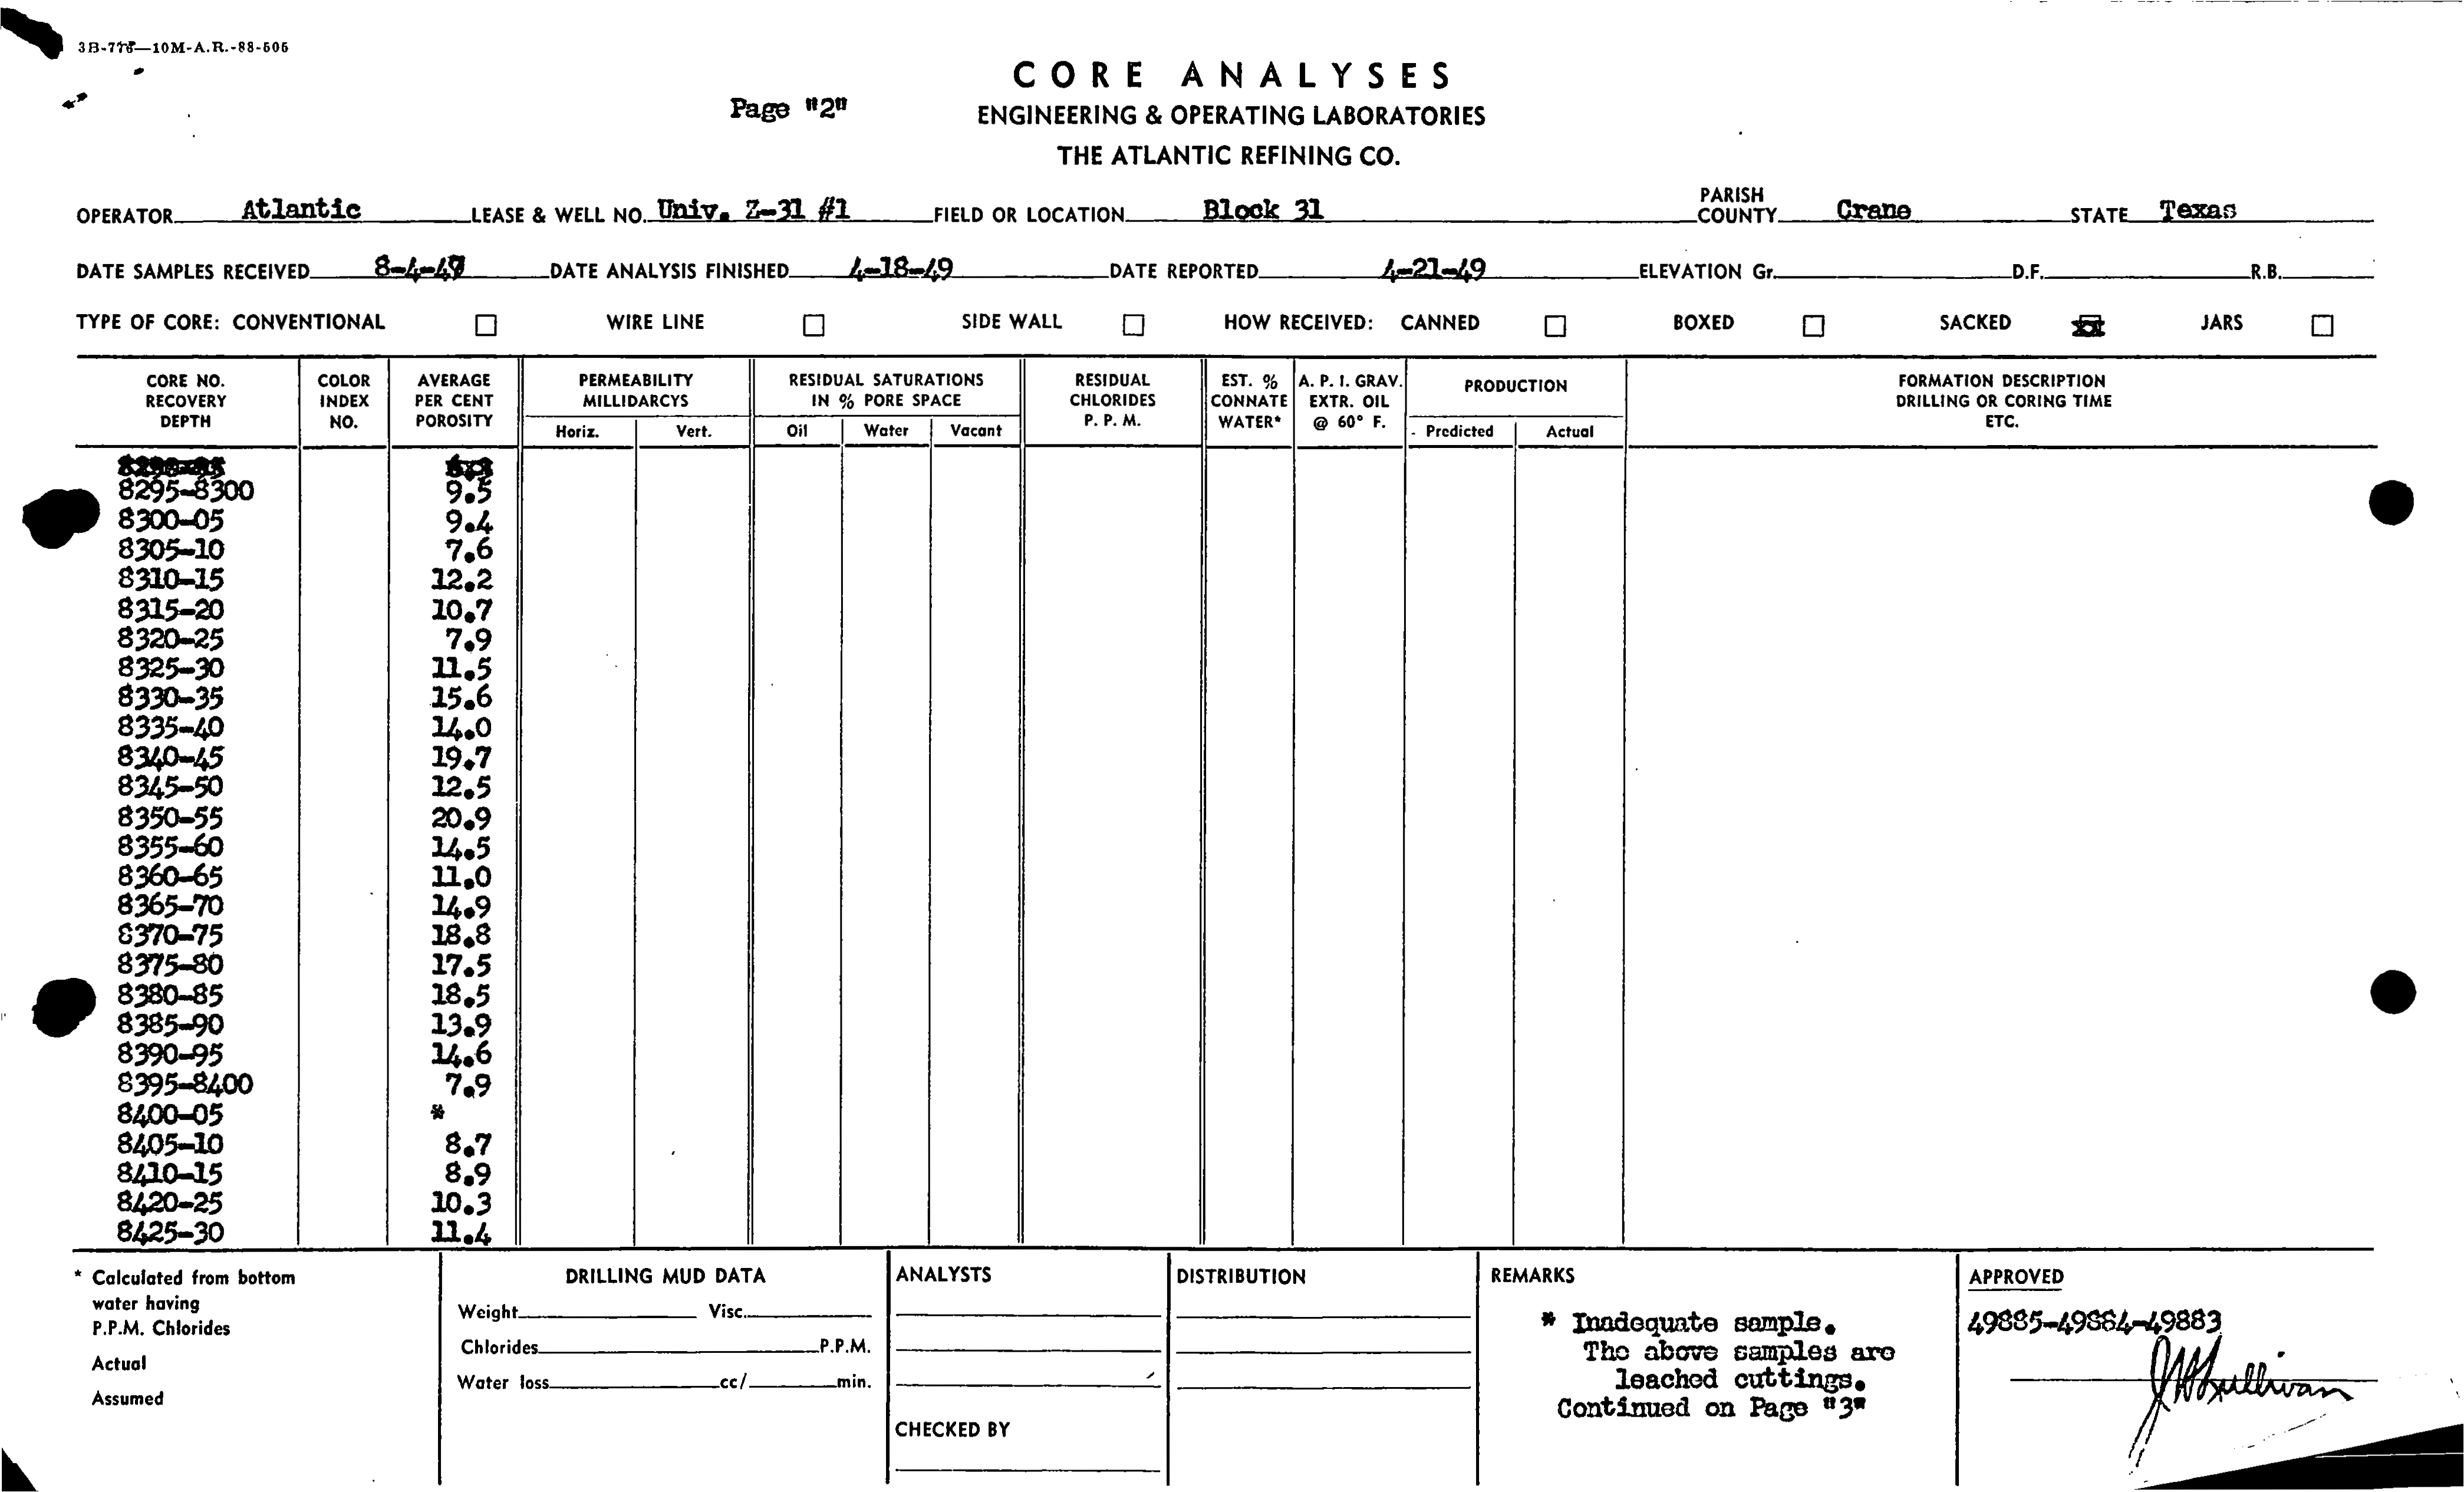 3B-776—10M-A.R.-88-505
CORE ANALYSES
Page "2"
ENGINEERING & OPERATING LABORATORIES
THE ATLANTIC REFINING CO.
OPERATOR Atlantic LEASE & WELL NO. Univ. Z-31 #1 FIELD OR LOCATION Block 31 PARISH COUNTY Crane STATE Texas
DATE SAMPLES RECEIVED 8-4-49 DATE ANALYSIS FINISHED 4-18-49 DATE REPORTED 4-21-49 ELEVATION Gr. D.F. R.B.
TYPE OF CORE: CONVENTIONAL WIRE LINE SIDE WALL HOW RECEIVED: CANNED BOXED SACKED JARS
CORE NO. RECOVERY DEPTH COLOR INDEX NO. AVERAGE PER CENT POROSITY PERMEABILITY MILLIDARCYS RESIDUAL SATURATIONS IN % PORE SPACE RESIDUAL CHLORIDES P. P. M. EST. % CONNATE WATER* A. P. I. GRAV. EXTR. OIL @ 60° F. PRODUCTION FORMATION DESCRIPTION DRILLING OR CORING TIME ETC.
Horiz. Vert. Oil Water Vacant Predicted Actual
8295-8300 9.5
8300-05 9.4
8305-10 7.6
8310-15 12.2
8315-20 10.7
8320-25 7.9
8325-30 11.5
8330-35 15.6
8335-40 14.0
8340-45 19.7
8345-50 12.5
8350-55 20.9
8355-60 14.5
8360-65 11.0
8365-70 14.9
8370-75 18.8
8375-80 17.5
8380-85 18.5
8385-90 13.9
8390-95 14.6
8395-8400 7.9
8400-05 *
8405-10 8.7
8410-15 8.9
8420-25 10.3
8425-30 11.4
* Calculated from bottom
water having
P.P.M. Chlorides
Actual
Assumed
DRILLING MUD DATA
Weight Visc.
Chlorides P.P.M.
Water loss cc/ min.
ANALYSTS
CHECKED BY
DISTRIBUTION
REMARKS
* Inadequate sample.
The above samples are
leached cuttings.
Continued on Page "3"
APPROVED
49885-49884-49883
JWSullivan